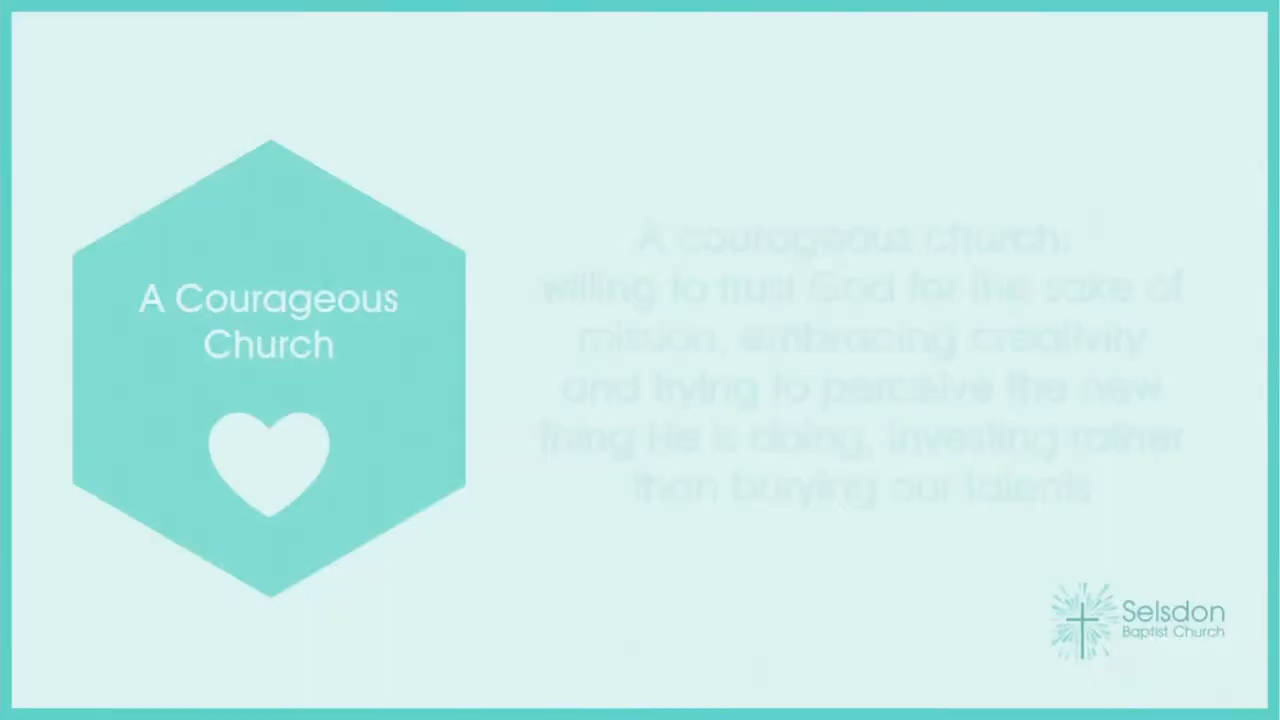 A Courageous
Church
A courageous church:
willing to trust God for the sake of
mission, embracing creativity
and trying to perceive the new
thing He is doing, investing rather
than burying our talents
Selsdon
Baptist Church